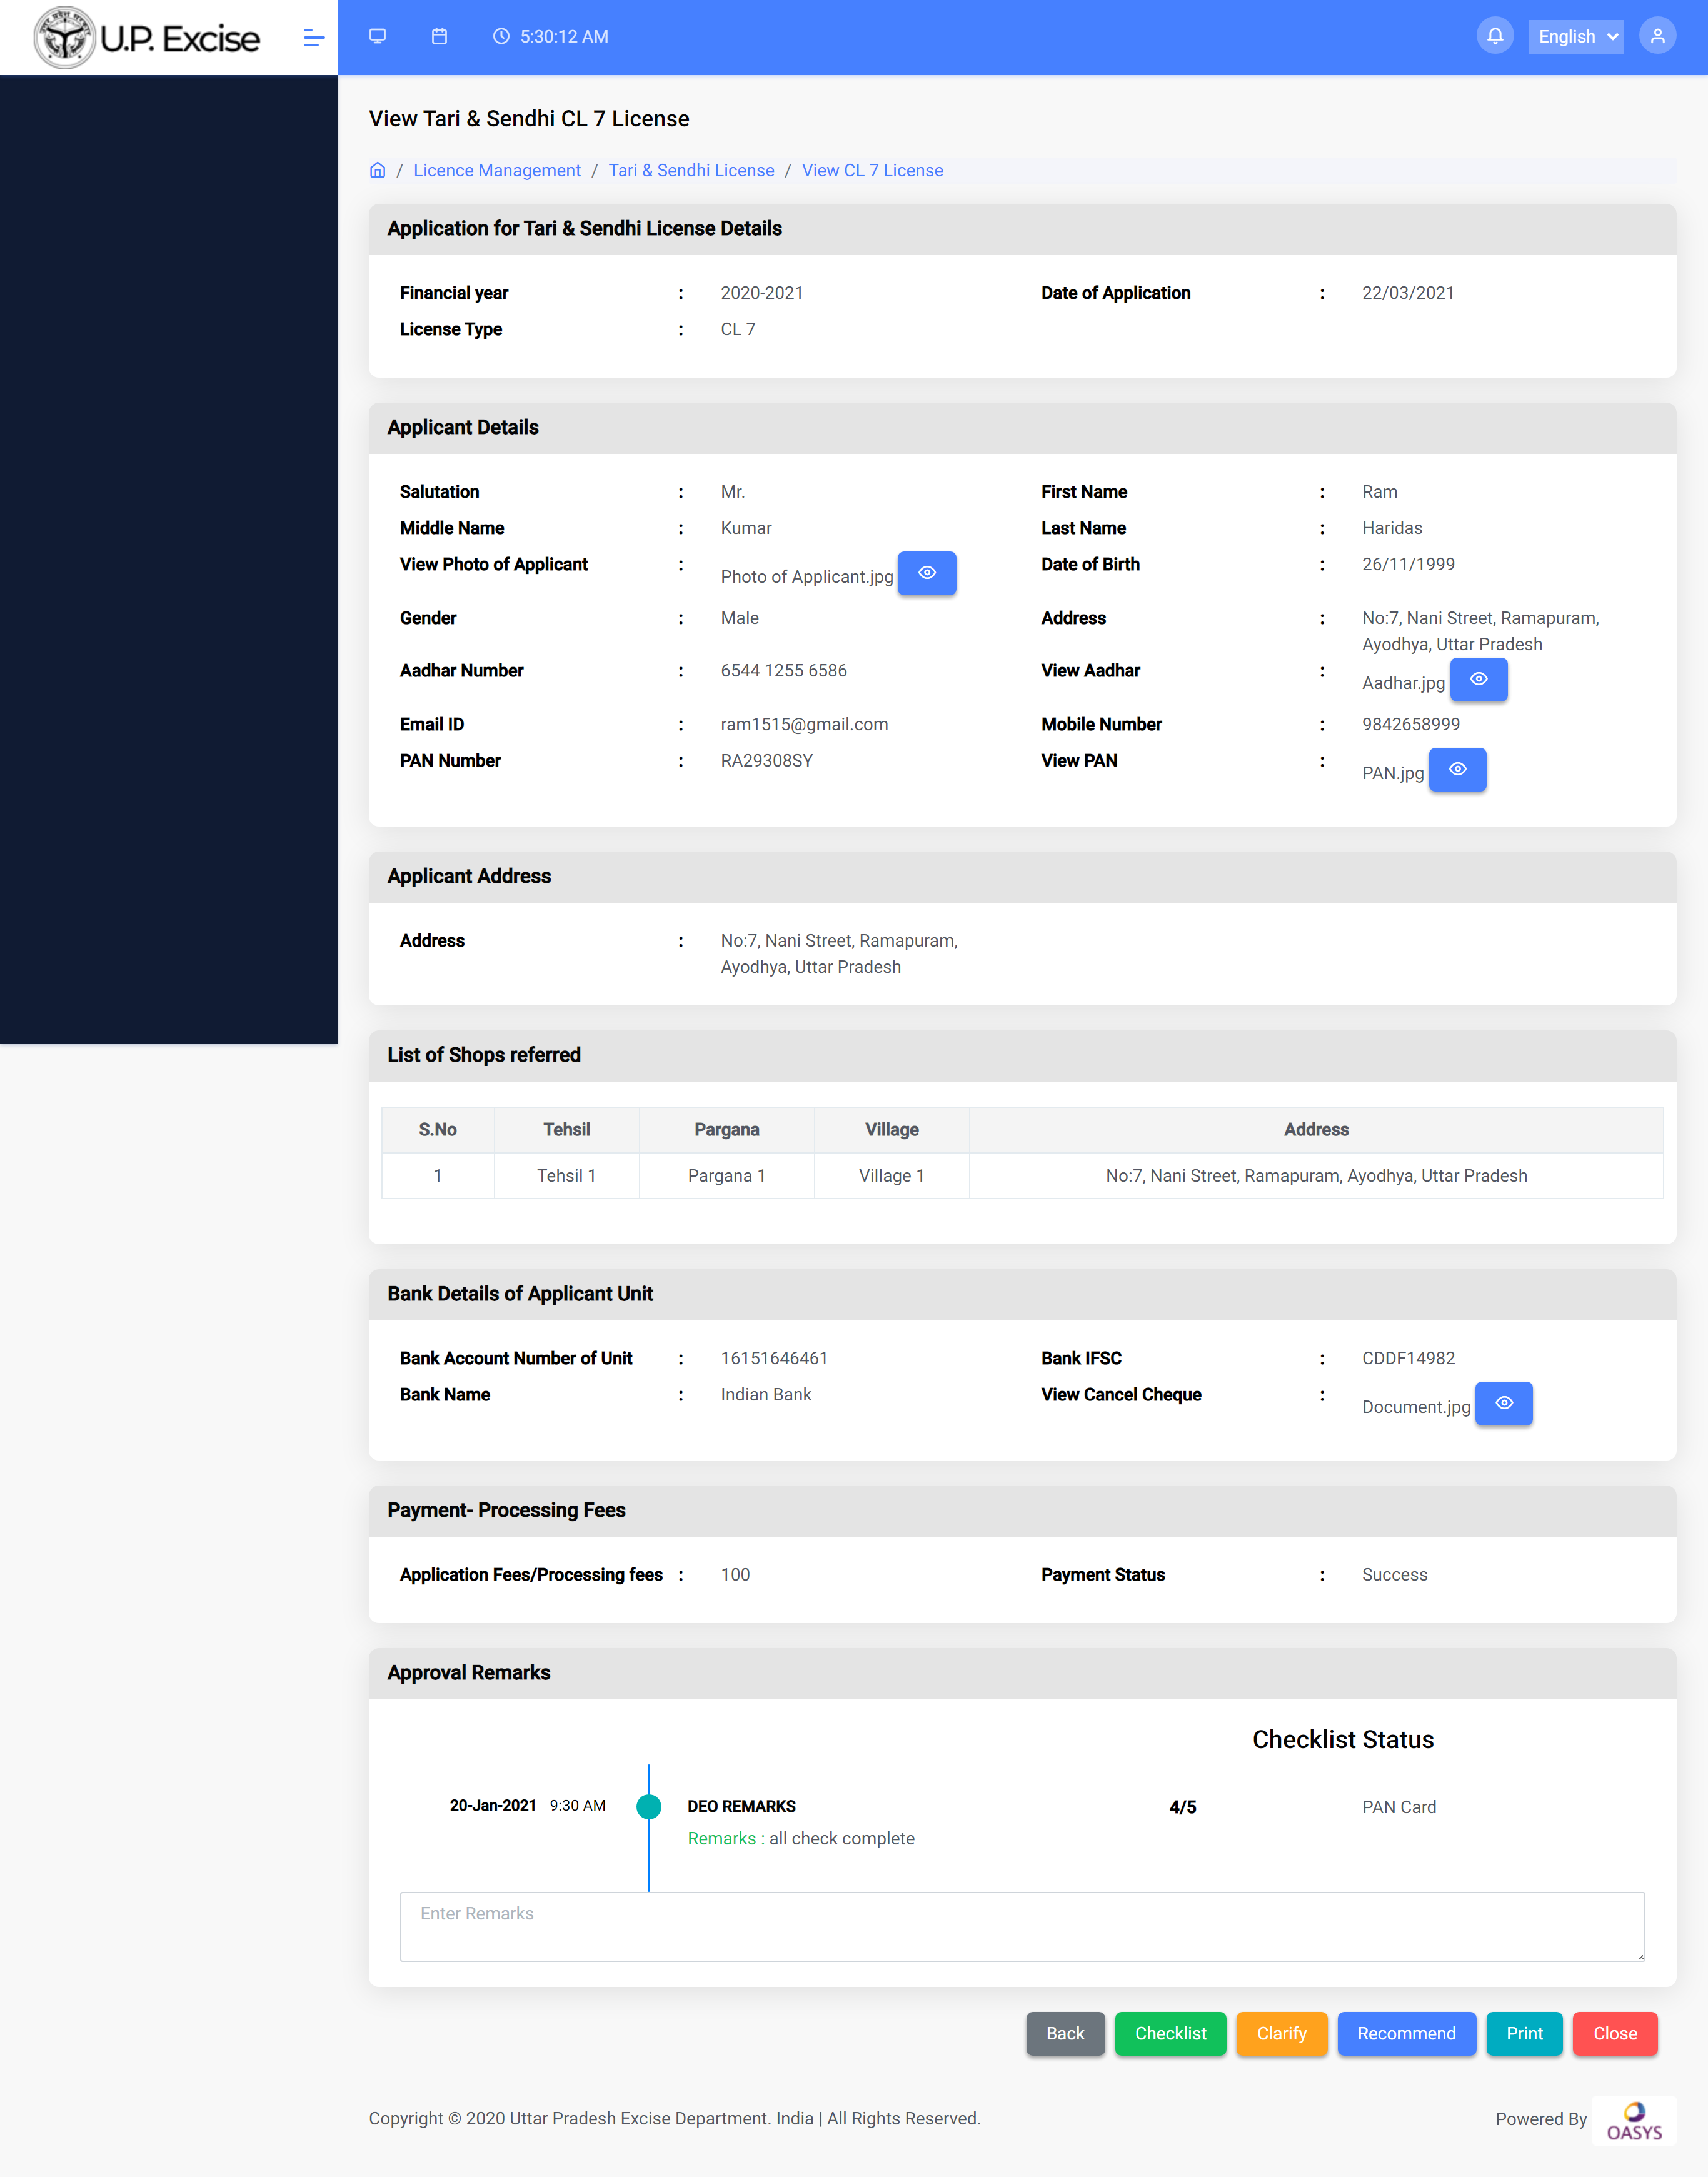 U.P. Excise
5:30:12 AM
English
View Tari & Sendhi CL 7 License
/ Licence Management / Tari & Sendhi License / View CL 7 License
Application for Tari & Sendhi License Details
Financial year : 2020-2021 Date of Application : 22/03/2021
License Type : CL 7
Applicant Details
Salutation : Mr. First Name : Ram
Middle Name : Kumar Last Name : Haridas
View Photo of Applicant : Photo of Applicant.jpg Date of Birth : 26/11/1999
Gender : Male Address : No:7, Nani Street, Ramapuram,
Ayodhya, Uttar Pradesh
Aadhar Number : 6544 1255 6586 View Aadhar : Aadhar.jpg
Email ID : ram1515@gmail.com Mobile Number : 9842658999
PAN Number : RA29308SY View PAN : PAN.jpg
Applicant Address
Address : No:7, Nani Street, Ramapuram,
Ayodhya, Uttar Pradesh
List of Shops referred
S.No Tehsil Pargana Village Address
1 Tehsil 1 Pargana 1 Village 1 No:7, Nani Street, Ramapuram, Ayodhya, Uttar Pradesh
Bank Details of Applicant Unit
Bank Account Number of Unit : 16151646461 Bank IFSC : CDDF14982
Bank Name : Indian Bank View Cancel Cheque : Document.jpg
Payment- Processing Fees
Application Fees/Processing fees : 100 Payment Status : Success
Approval Remarks
Checklist Status
20-Jan-2021 9:30 AM DEO REMARKS 4/5 PAN Card
Remarks : all check complete
Enter Remarks
Back Checklist Clarify Recommend Print Close
Copyright © 2020 Uttar Pradesh Excise Department. India | All Rights Reserved. Powered By OASYS